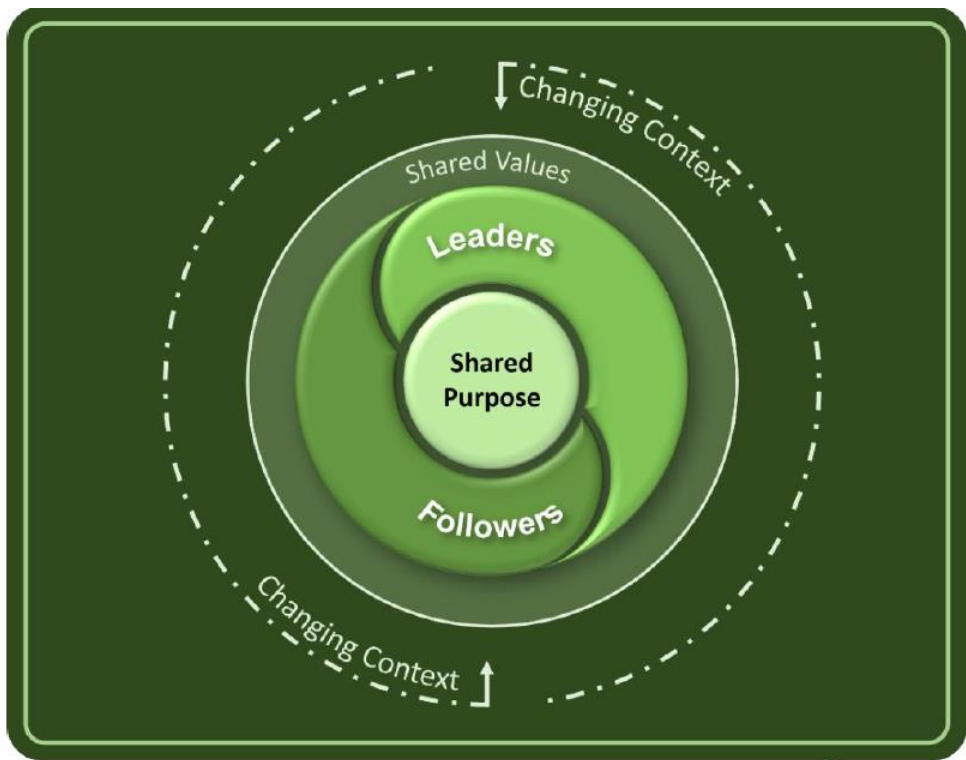 Changing Context
Shared Values
Leaders
Shared
Purpose
Followers
Changing Context